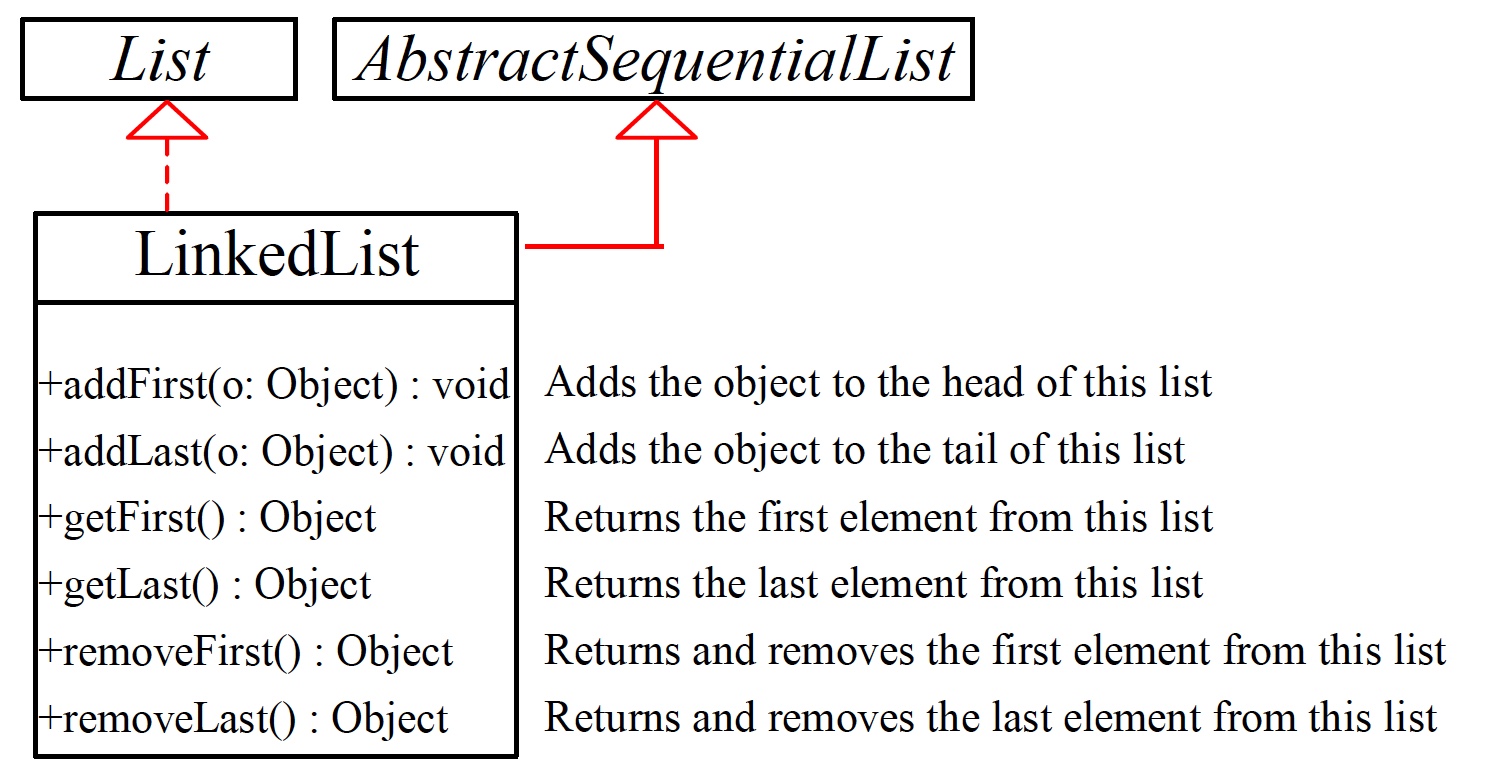 List
AbstractSequentialList
LinkedList
+addFirst(o: Object) : void
Adds the object to the head of this list
+addLast(o: Object) : void
Adds the object to the tail of this list
+getFirst() : Object
Returns the first element from this list
+getLast() : Object
Returns the last element from this list
+removeFirst() : Object
Returns and removes the first element from this list
+removeLast() : Object
Returns and removes the last element from this list